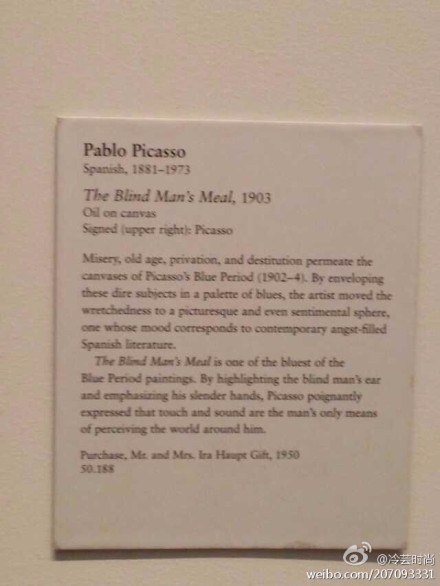 Pablo Picasso
Spanish, 1881–1973
The Blind Man's Meal, 1903
Oil on canvas
Signed (upper right): Picasso
Misery, old age, privation, and destitution permeate the
canvases of Picasso's Blue Period (1902–4). By enveloping
these dire subjects in a palette of blues, the artist moved the
wretchedness to a picturesque and even sentimental sphere,
one whose mood corresponds to contemporary angst-filled
Spanish literature.
The Blind Man's Meal is one of the bluest of the
Blue Period paintings. By highlighting the blind man's ear
and emphasizing his slender hands, Picasso poignantly
expressed that touch and sound are the man's only means
of perceiving the world around him.
Purchase, Mr. and Mrs. Ira Haupt Gift, 1950
50.188
@冷芸时尚
weibo.com/207093331